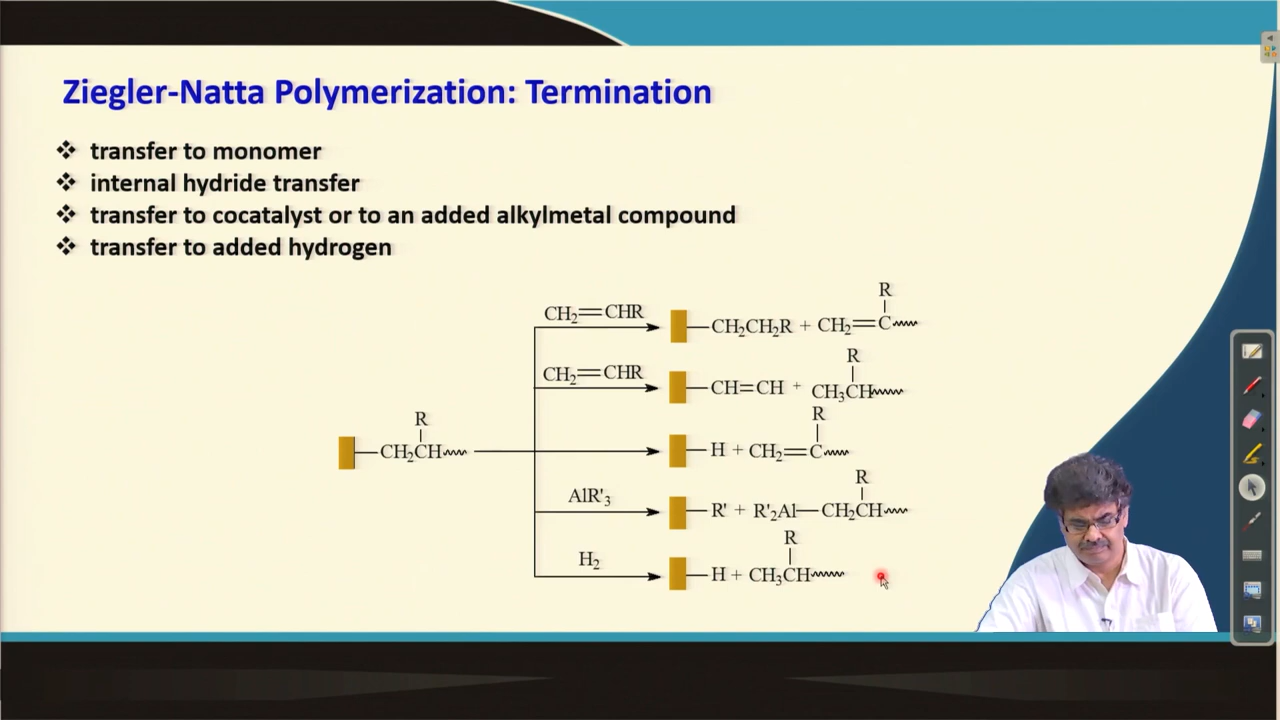 Ziegler-Natta Polymerization: Termination
❖ transfer to monomer
❖ internal hydride transfer
❖ transfer to cocatalyst or to an added alkylmetal compound
❖ transfer to added hydrogen
R
CH₂=CHR
—CH₂CH₂R + CH₂=C
R
CH₂=CHR
—CH=CH + CH₃CH
R
R
—CH₂CH
—H + CH₂=C
R
AlR'₃
—R' + R'₂Al—CH₂CH
R
H₂
—H + CH₃CH